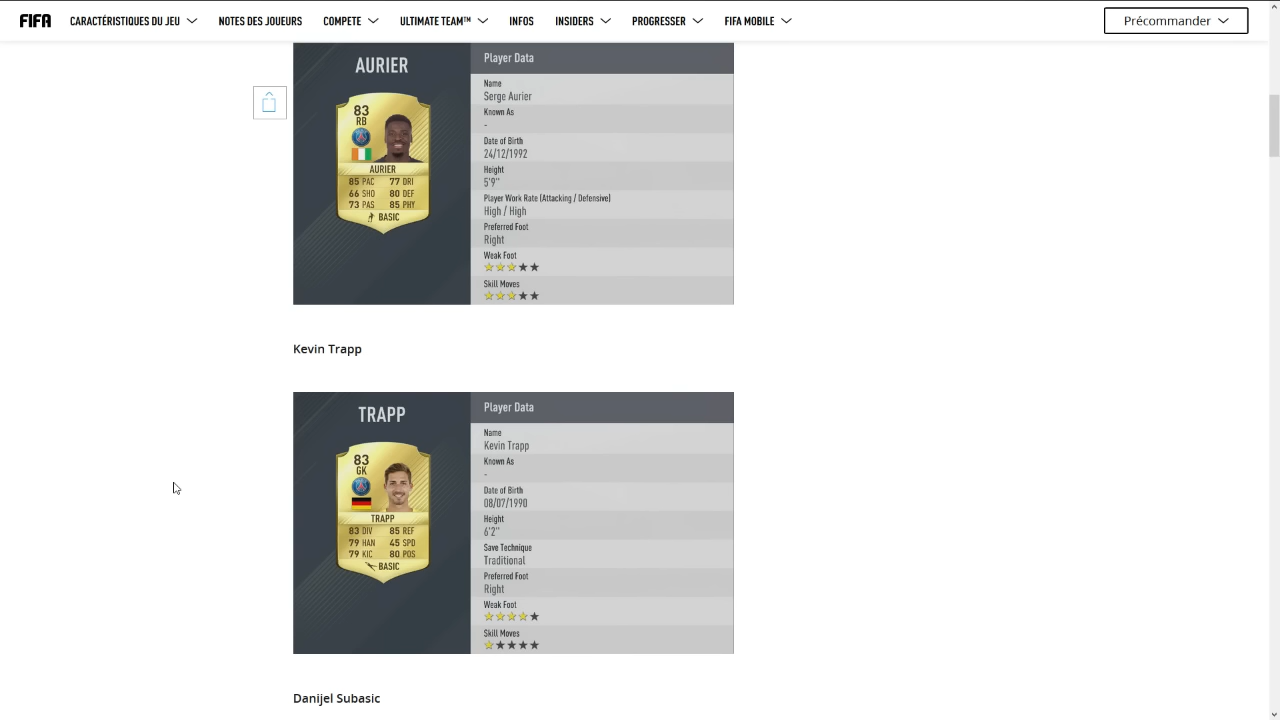 FIFA CARACTÉRISTIQUES DU JEU NOTES DES JOUEURS COMPETE ULTIMATE TEAM™ INFOS INSIDERS PROGRESSER FIFA MOBILE Précommander
AURIER
83
RB
AURIER
85 PAC 77 DRI
66 SHO 80 DEF
73 PAS 85 PHY
BASIC
Player Data
Name
Serge Aurier
Known As
-
Date of Birth
24/12/1992
Height
5'9"
Player Work Rate (Attacking / Defensive)
High / High
Preferred Foot
Right
Weak Foot
Skill Moves
Kevin Trapp
TRAPP
83
GK
TRAPP
83 DIV 85 REF
79 HAN 45 SPD
79 KIC 80 POS
BASIC
Player Data
Name
Kevin Trapp
Known As
-
Date of Birth
08/07/1990
Height
6'2"
Save Technique
Traditional
Preferred Foot
Right
Weak Foot
Skill Moves
Danijel Subasic